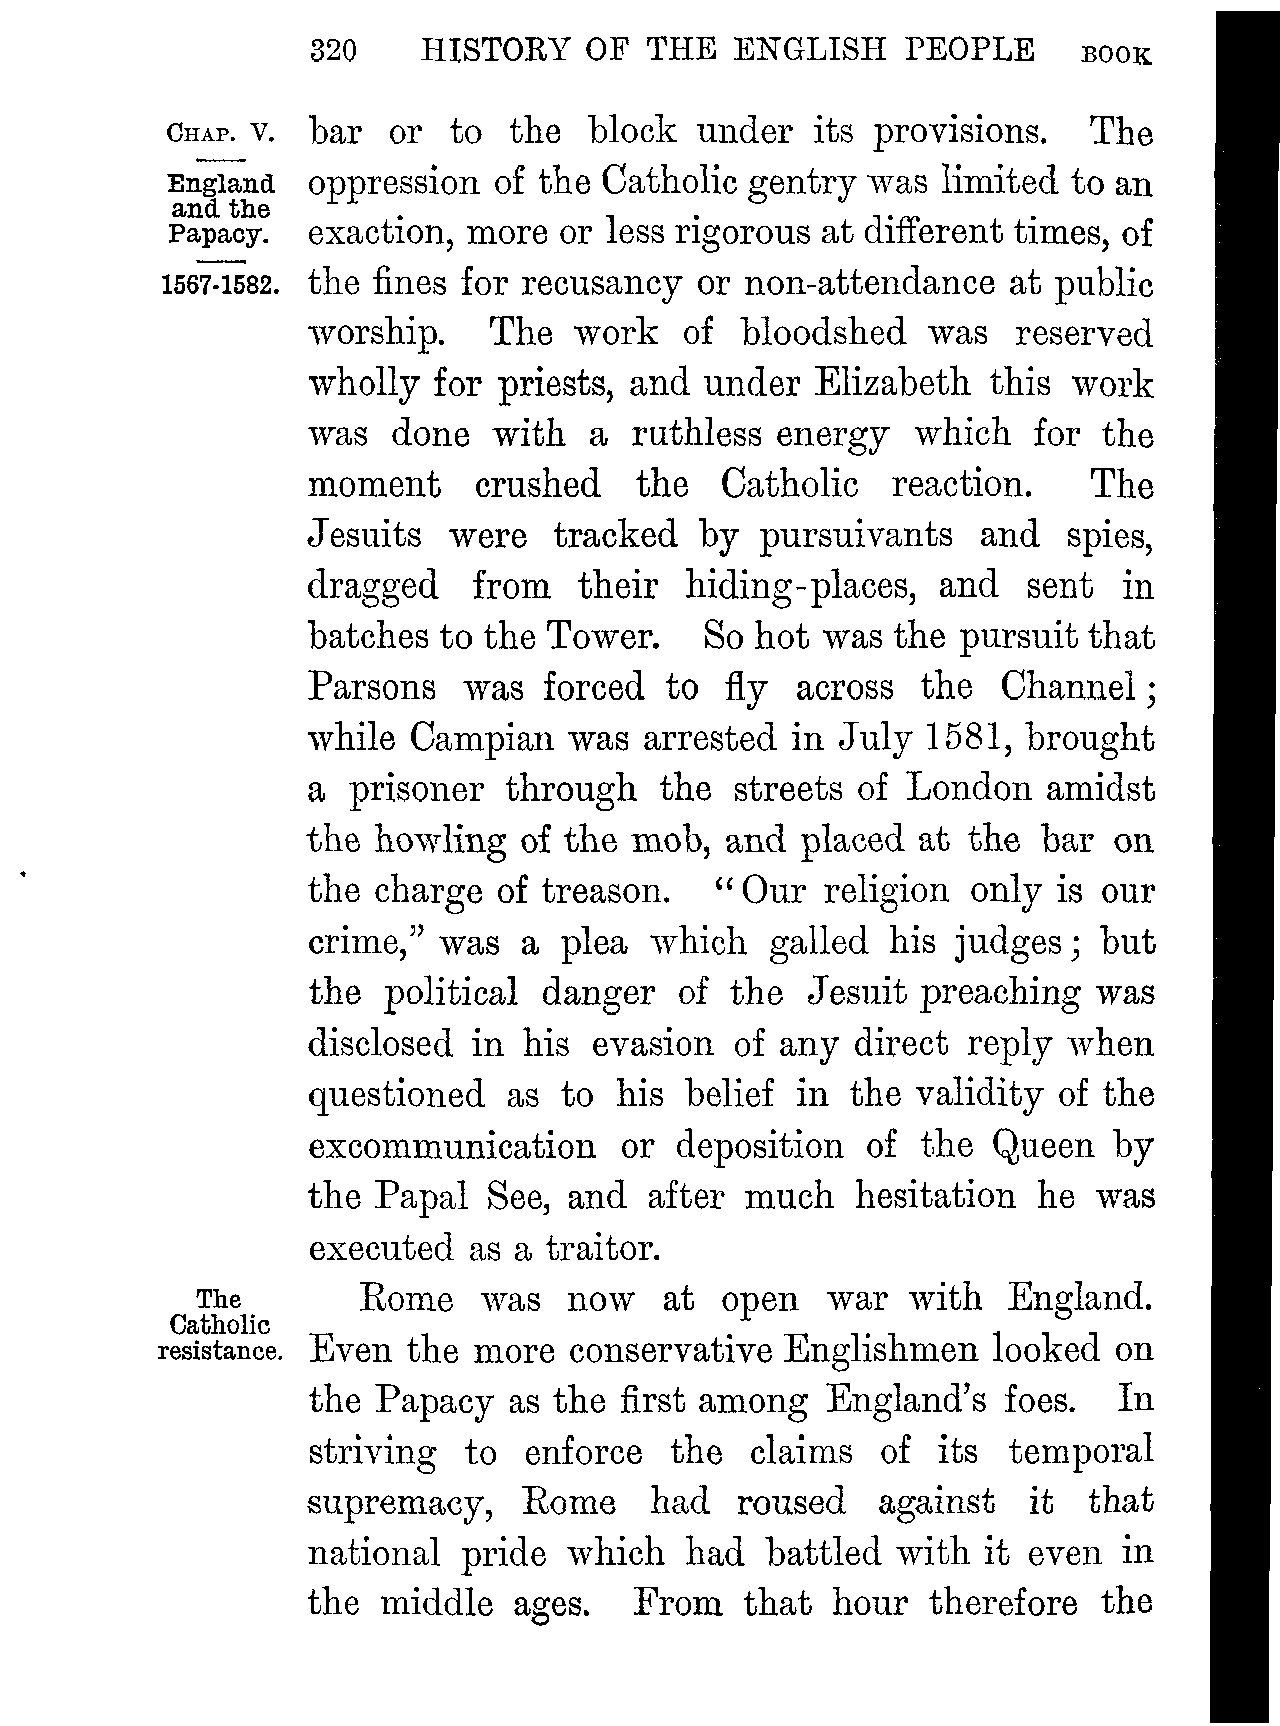 320 HISTORY OF THE ENGLISH PEOPLE BOOK
CHAP. V.
England
and the
Papacy.
1567-1582.
bar or to the block under its provisions. The
oppression of the Catholic gentry was limited to an
exaction, more or less rigorous at different times, of
the fines for recusancy or non-attendance at public
worship. The work of bloodshed was reserved
wholly for priests, and under Elizabeth this work
was done with a ruthless energy which for the
moment crushed the Catholic reaction. The
Jesuits were tracked by pursuivants and spies,
dragged from their hiding-places, and sent in
batches to the Tower. So hot was the pursuit that
Parsons was forced to fly across the Channel ;
while Campian was arrested in July 1581, brought
a prisoner through the streets of London amidst
the howling of the mob, and placed at the bar on
the charge of treason. “ Our religion only is our
crime,” was a plea which galled his judges ; but
the political danger of the Jesuit preaching was
disclosed in his evasion of any direct reply when
questioned as to his belief in the validity of the
excommunication or deposition of the Queen by
the Papal See, and after much hesitation he was
executed as a traitor.
The
Catholic
resistance.
Rome was now at open war with England.
Even the more conservative Englishmen looked on
the Papacy as the first among England’s foes. In
striving to enforce the claims of its temporal
supremacy, Rome had roused against it that
national pride which had battled with it even in
the middle ages. From that hour therefore the